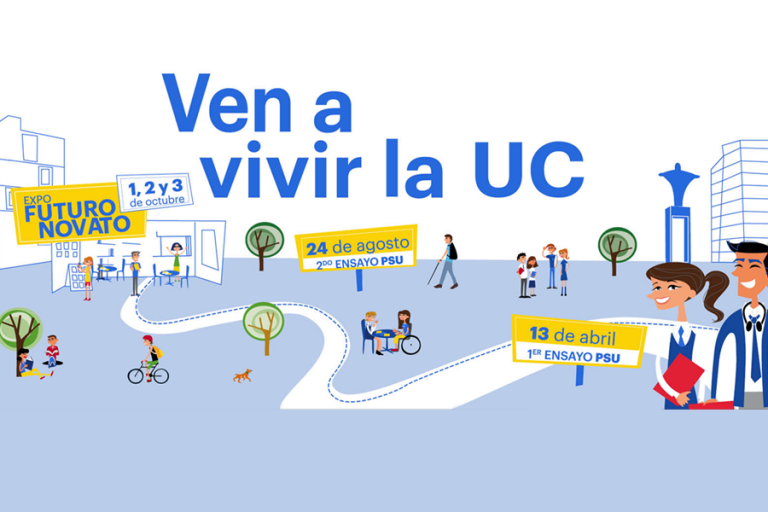 Ven a
vivir la UC
EXPO
FUTURO
NOVATO
1, 2 y 3
de octubre
24 de agosto
2DO ENSAYO PSU
13 de abril
1ER ENSAYO PSU